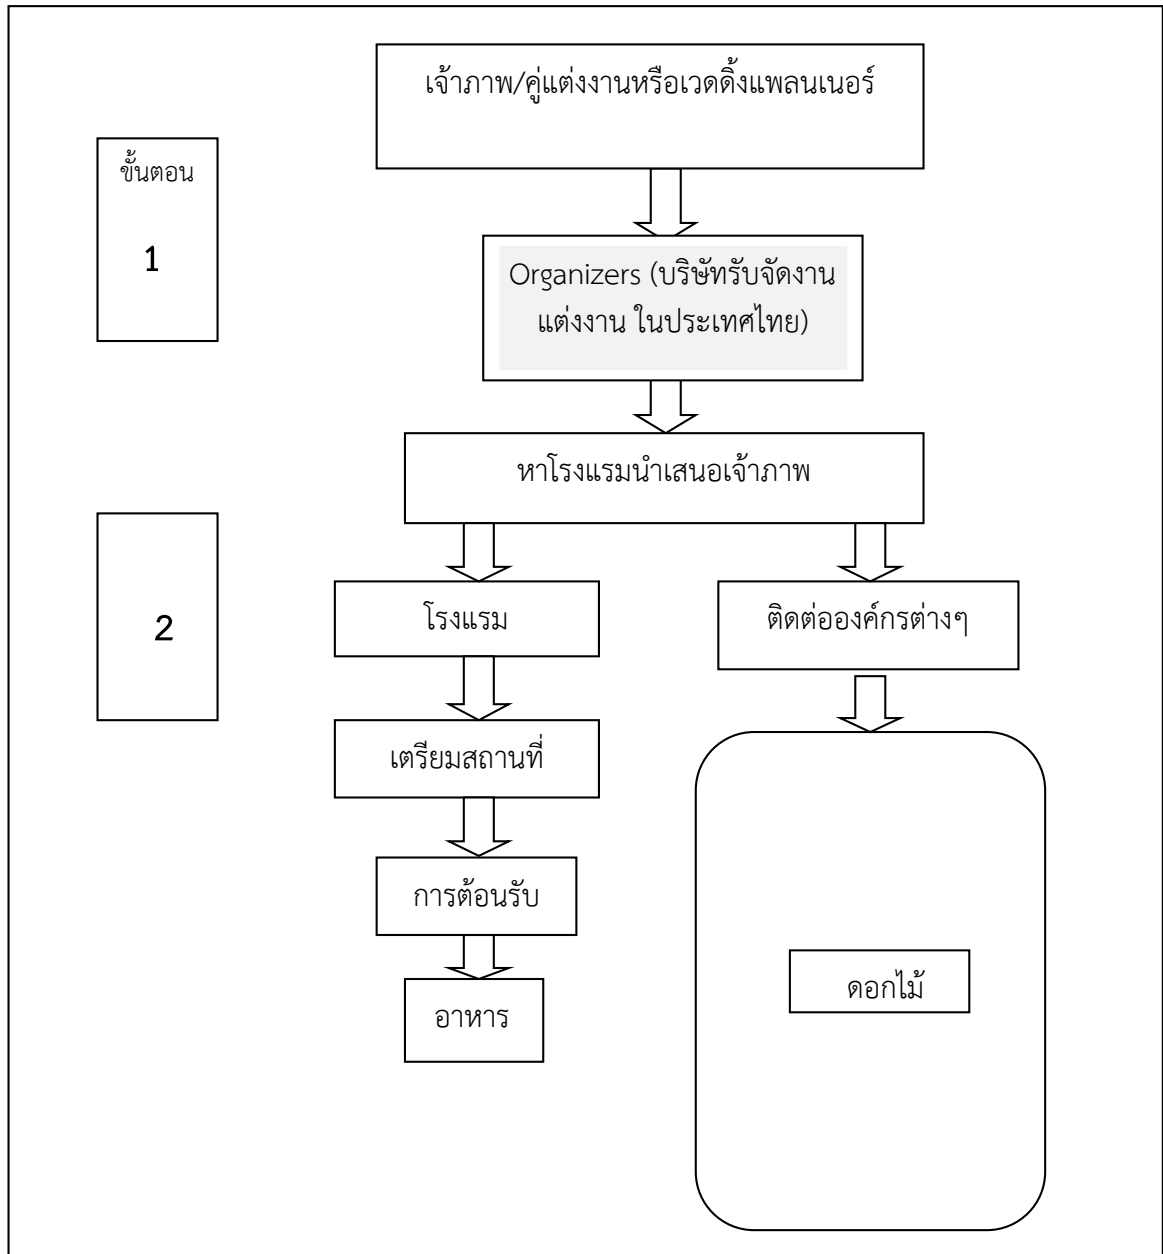 เจ้าภาพ/คู่แต่งงานหรือเวดดิ้งแพลนเนอร์
ขั้นตอน
1
Organizers (บริษัทรับจัดงาน
แต่งงาน ในประเทศไทย)
หาโรงแรมนำเสนอเจ้าภาพ
2
โรงแรม
ติดต่อองค์กรต่างๆ
เตรียมสถานที่
การต้อนรับ
ดอกไม้
อาหาร